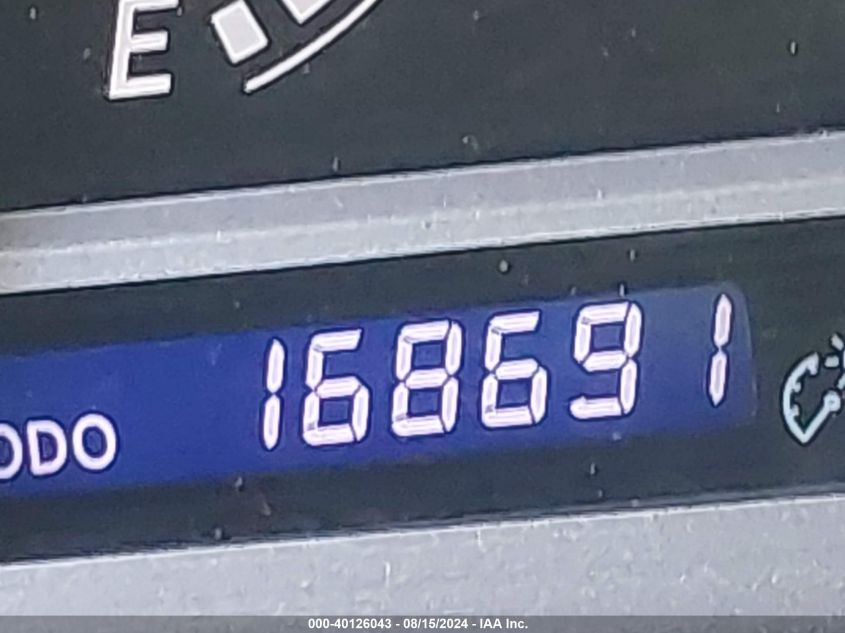 E
ODO 168691
000-40126043 - 08/15/2024 - IAA Inc.